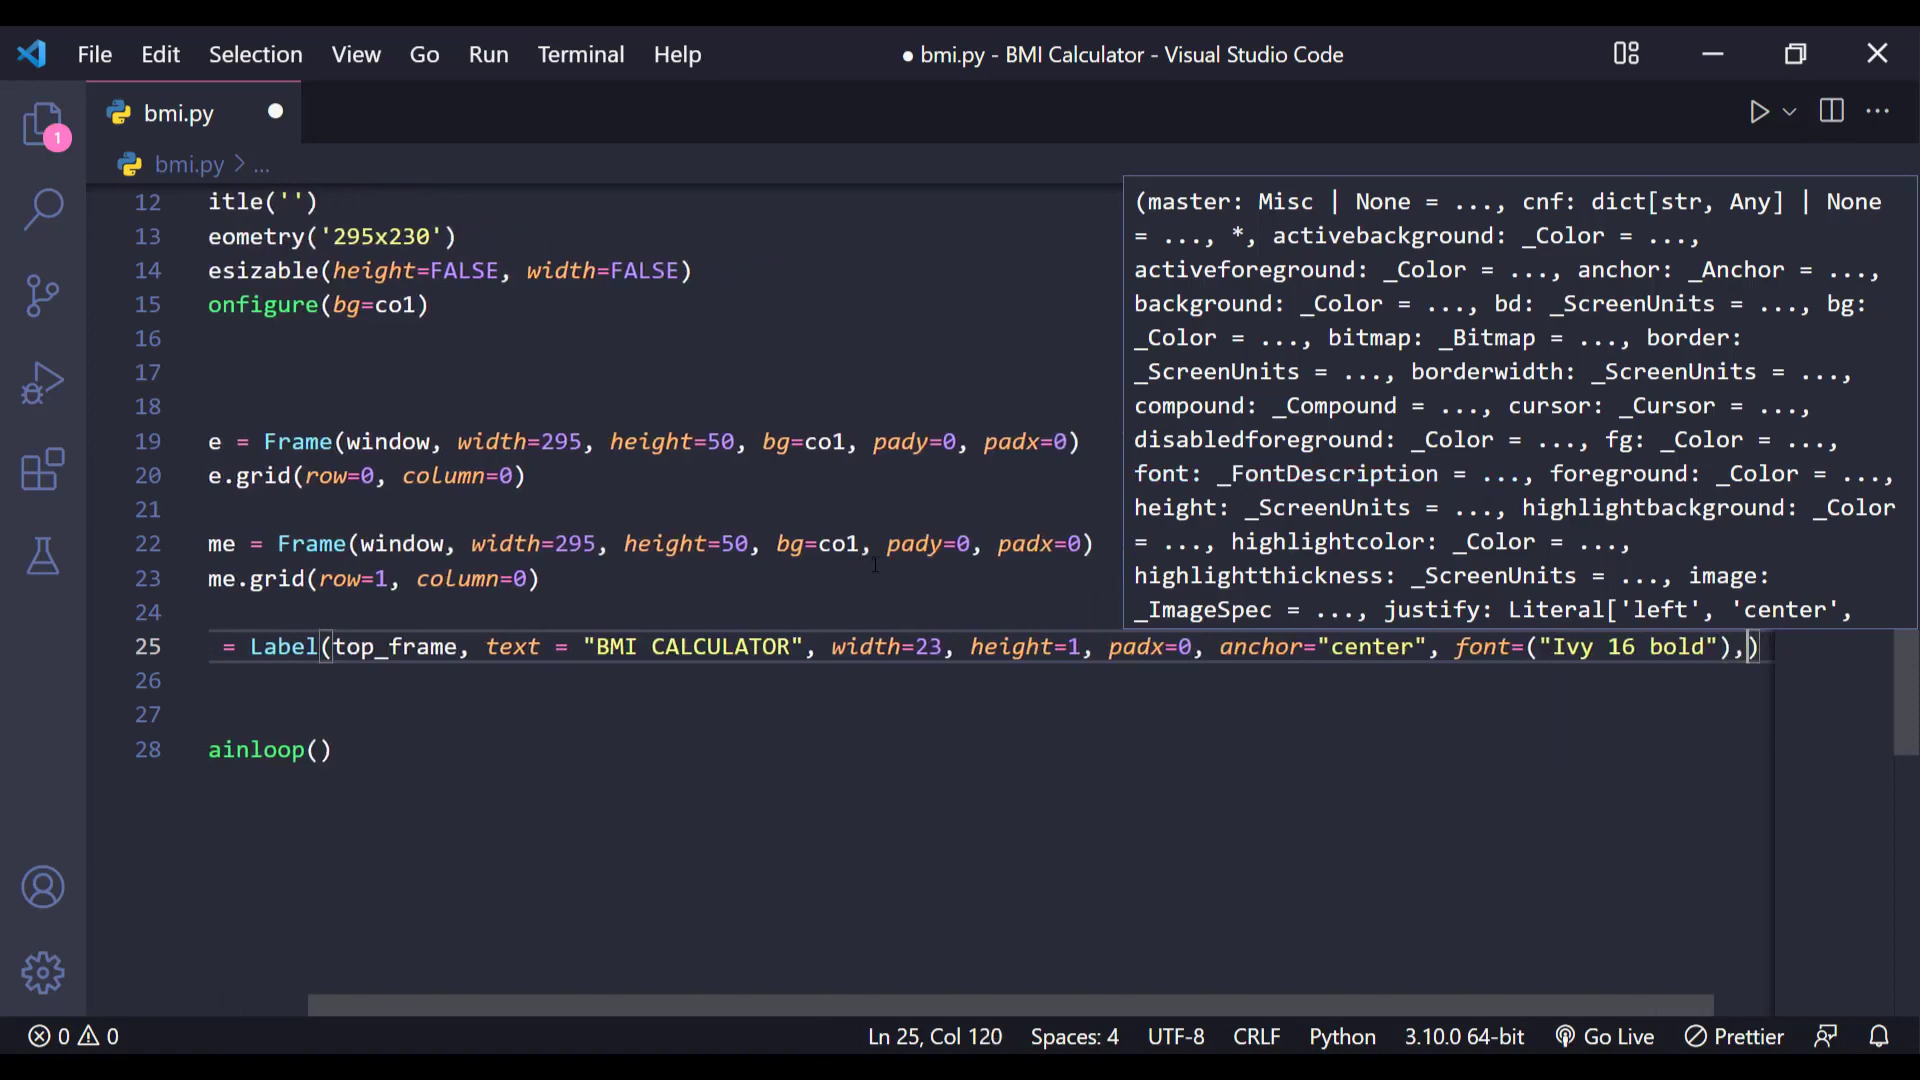 File Edit Selection View Go Run Terminal Help
● bmi.py - BMI Calculator - Visual Studio Code
1
bmi.py
bmi.py > ...
12 itle('')
13 eometry('295x230')
14 esizable(height=FALSE, width=FALSE)
15 onfigure(bg=co1)
16
17
18
19 e = Frame(window, width=295, height=50, bg=co1, pady=0, padx=0)
20 e.grid(row=0, column=0)
21
22 me = Frame(window, width=295, height=50, bg=co1, pady=0, padx=0)
23 me.grid(row=1, column=0)
24
25 = Label(top_frame, text = "BMI CALCULATOR", width=23, height=1, padx=0, anchor="center", font=("Ivy 16 bold"),)
26
27
28 ainloop()
(master: Misc | None = ..., cnf: dict[str, Any] | None
= ..., *, activebackground: _Color = ...,
activeforeground: _Color = ..., anchor: _Anchor = ...,
background: _Color = ..., bd: _ScreenUnits = ..., bg:
_Color = ..., bitmap: _Bitmap = ..., border:
_ScreenUnits = ..., borderwidth: _ScreenUnits = ...,
compound: _Compound = ..., cursor: _Cursor = ...,
disabledforeground: _Color = ..., fg: _Color = ...,
font: _FontDescription = ..., foreground: _Color = ...,
height: _ScreenUnits = ..., highlightbackground: _Color
= ..., highlightcolor: _Color = ...,
highlightthickness: _ScreenUnits = ..., image:
_ImageSpec = ..., justify: Literal['left', 'center',
0 0 Ln 25, Col 120 Spaces: 4 UTF-8 CRLF Python 3.10.0 64-bit Go Live Prettier